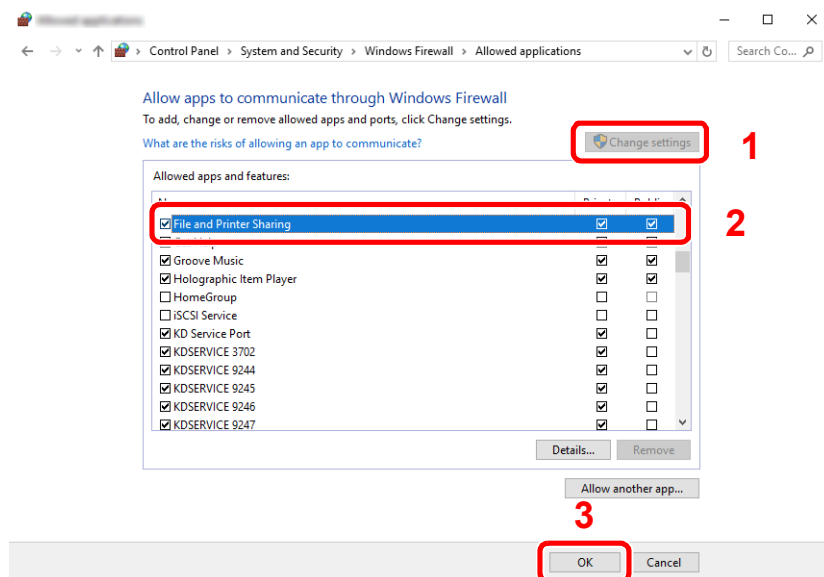 Control Panel > System and Security > Windows Firewall > Allowed applications
Search Co...
Allow apps to communicate through Windows Firewall
To add, change or remove allowed apps and ports, click Change settings.
What are the risks of allowing an app to communicate?
Change settings
1
Allowed apps and features:
File and Printer Sharing
2
Groove Music
Holographic Item Player
HomeGroup
iSCSI Service
KD Service Port
KDSERVICE 3702
KDSERVICE 9244
KDSERVICE 9245
KDSERVICE 9246
KDSERVICE 9247
Details... Remove
Allow another app...
3
OK Cancel